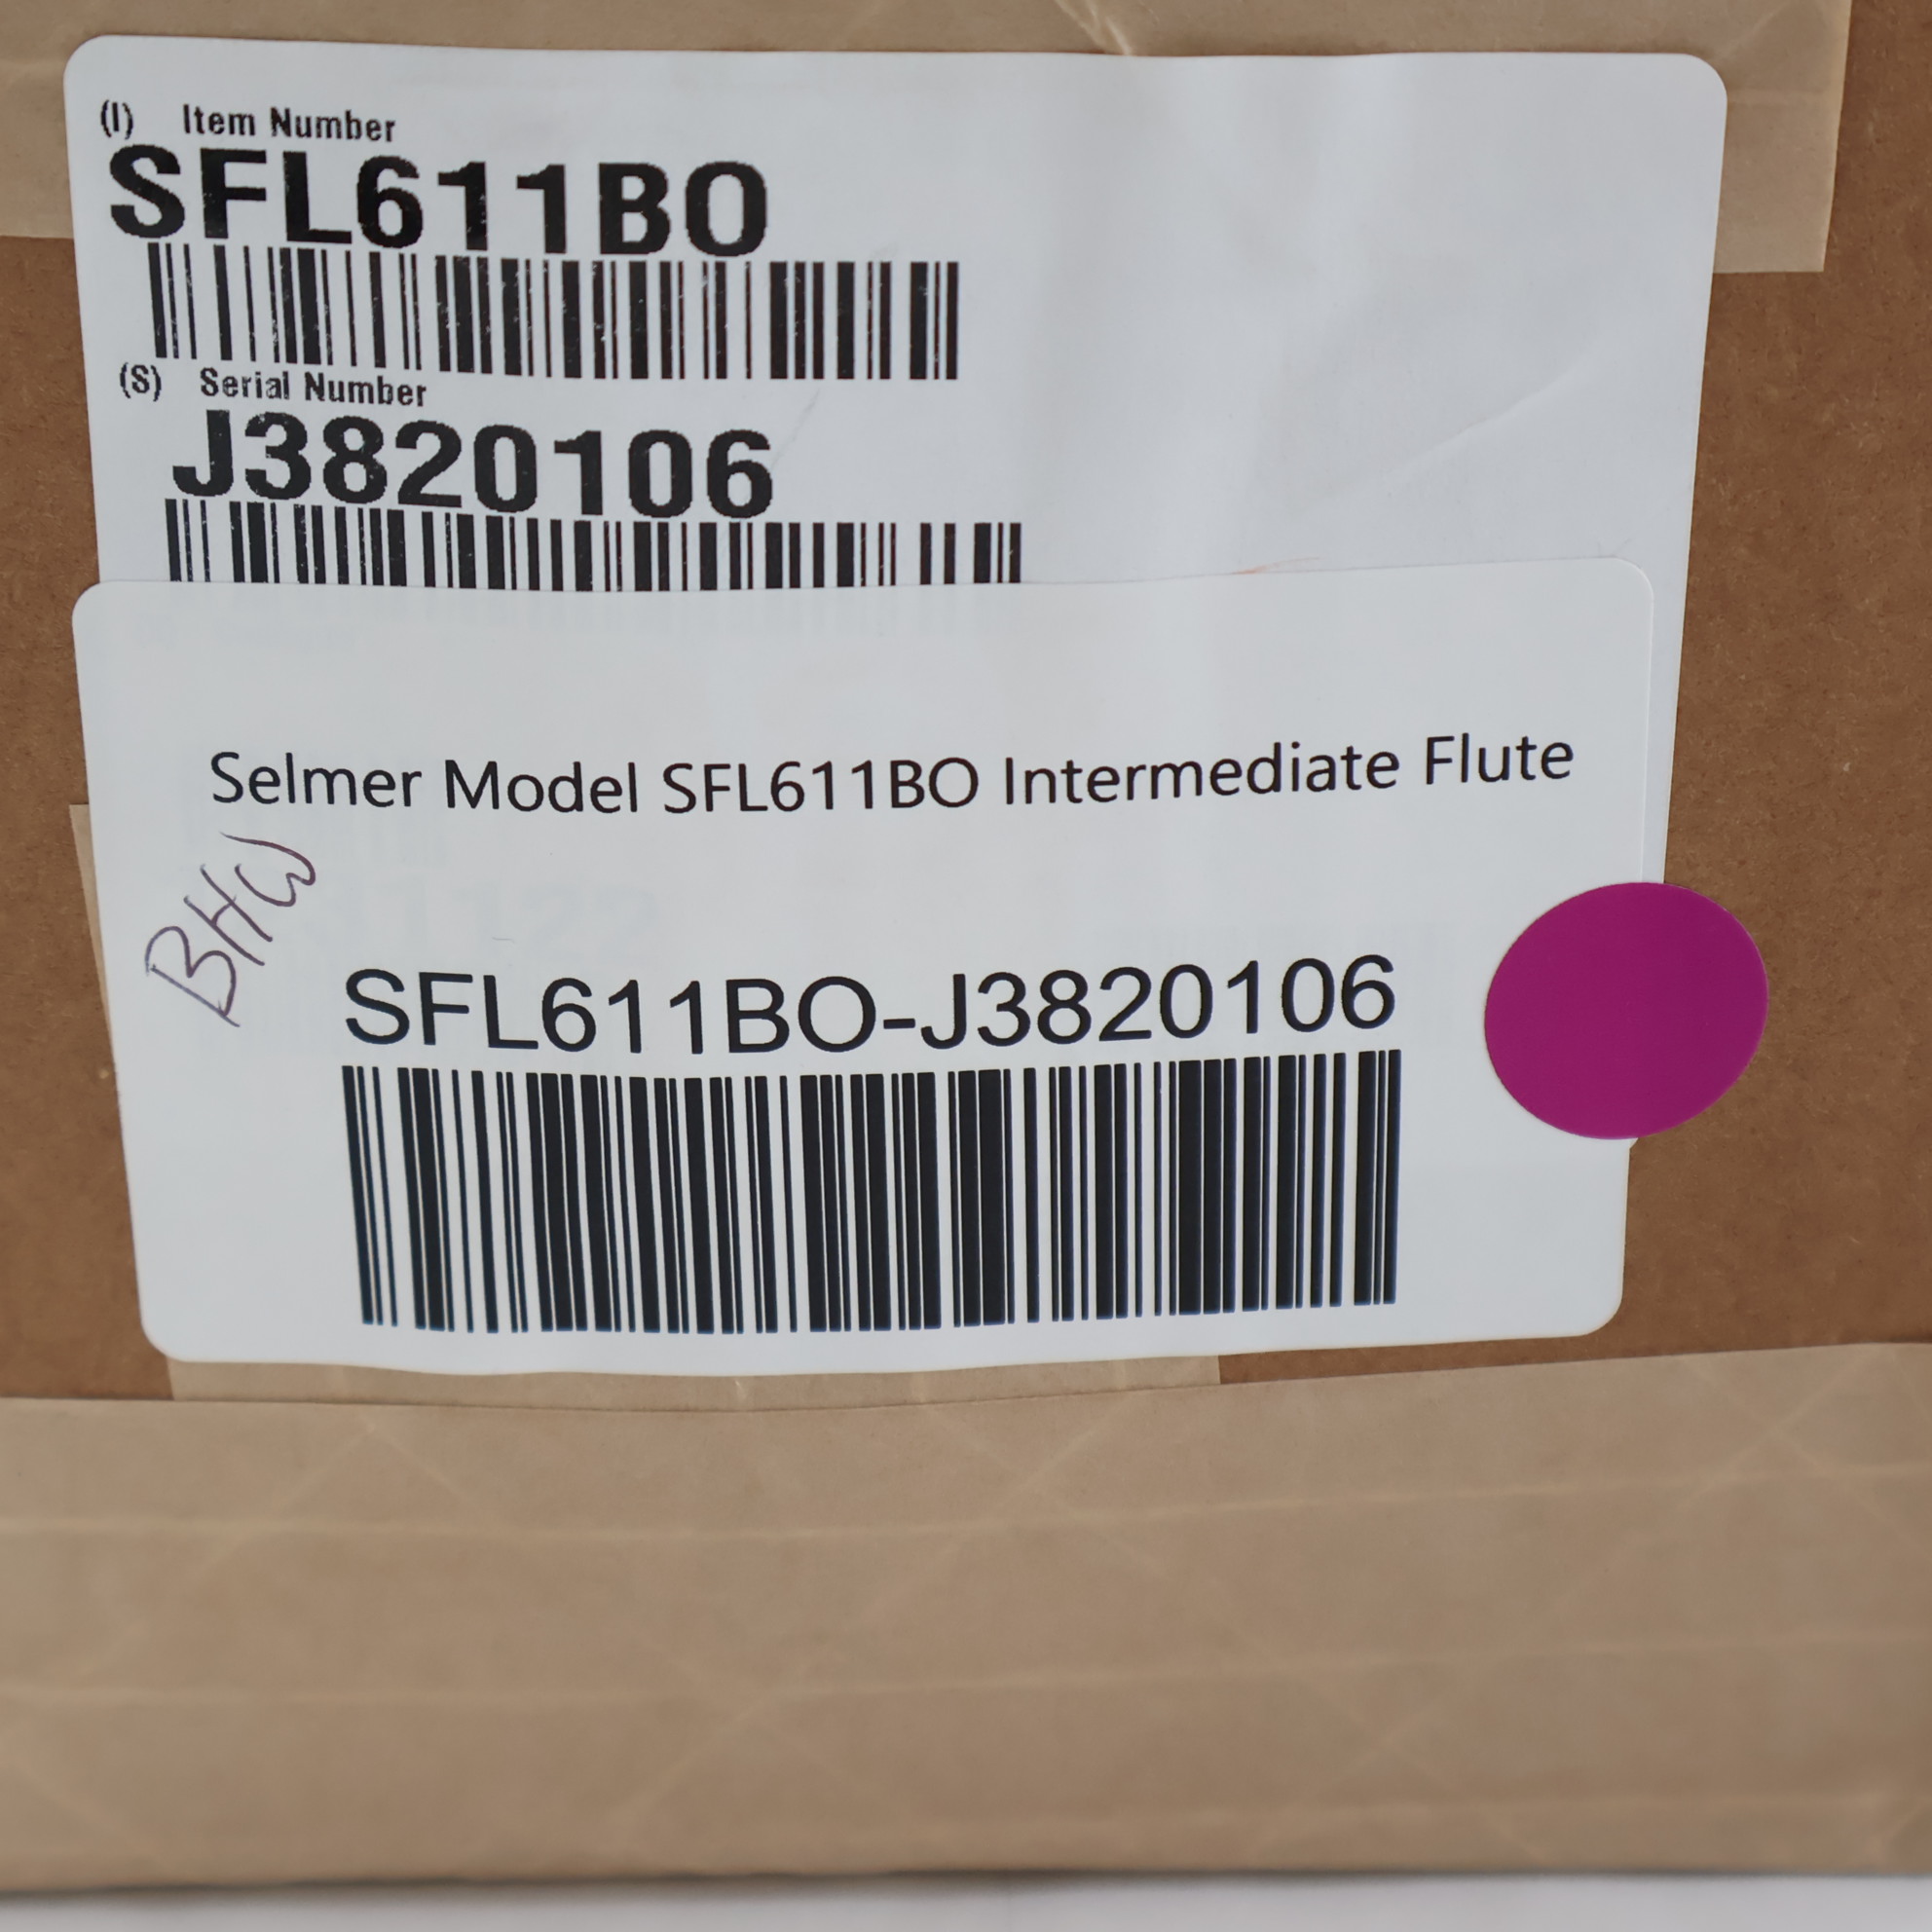 (I) Item Number
SFL611BO
(S) Serial Number
J3820106
Selmer Model SFL611BO Intermediate Flute
BHW
SFL611BO-J3820106